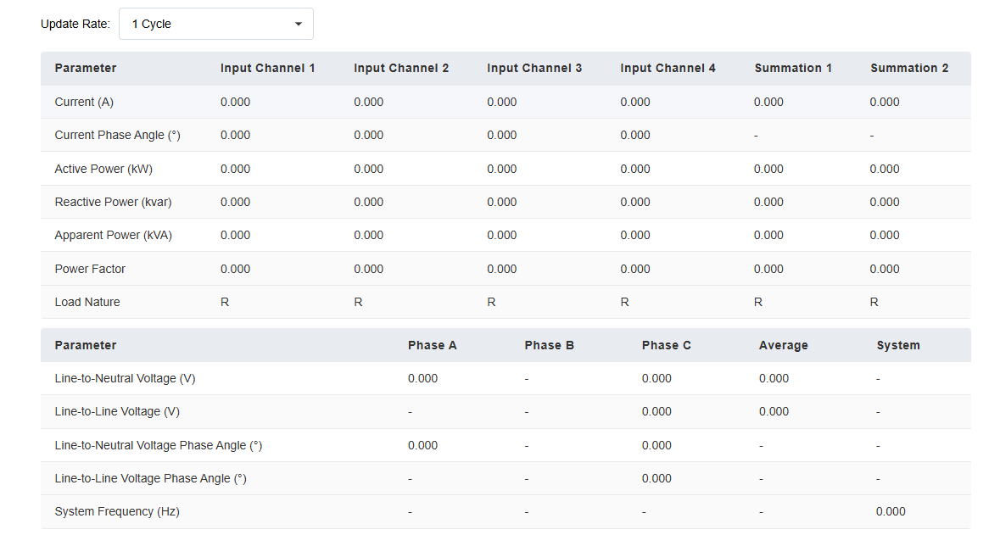 Update Rate: 1 Cycle
Parameter Input Channel 1 Input Channel 2 Input Channel 3 Input Channel 4 Summation 1 Summation 2
Current (A) 0.000 0.000 0.000 0.000 0.000 0.000
Current Phase Angle (°) 0.000 0.000 0.000 0.000 - -
Active Power (kW) 0.000 0.000 0.000 0.000 0.000 0.000
Reactive Power (kvar) 0.000 0.000 0.000 0.000 0.000 0.000
Apparent Power (kVA) 0.000 0.000 0.000 0.000 0.000 0.000
Power Factor 0.000 0.000 0.000 0.000 0.000 0.000
Load Nature R R R R R R
Parameter Phase A Phase B Phase C Average System
Line-to-Neutral Voltage (V) 0.000 - 0.000 0.000 -
Line-to-Line Voltage (V) - - 0.000 0.000 -
Line-to-Neutral Voltage Phase Angle (°) 0.000 - 0.000 - -
Line-to-Line Voltage Phase Angle (°) - - 0.000 - -
System Frequency (Hz) - - - - 0.000